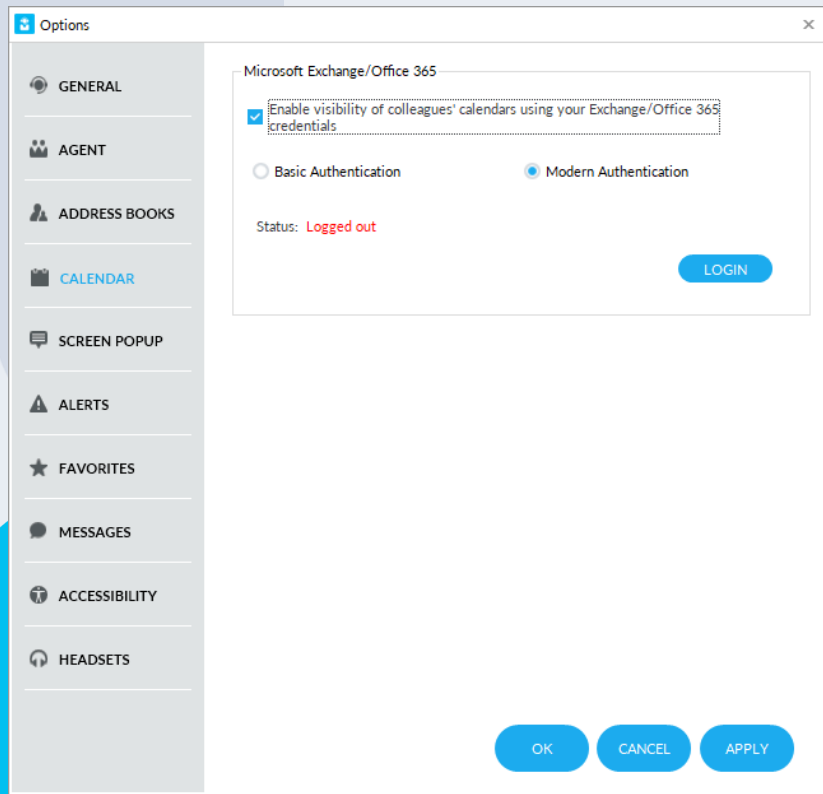 Options
GENERAL
AGENT
ADDRESS BOOKS
CALENDAR
SCREEN POPUP
ALERTS
FAVORITES
MESSAGES
ACCESSIBILITY
HEADSETS
Microsoft Exchange/Office 365
Enable visibility of colleagues' calendars using your Exchange/Office 365
credentials
Basic Authentication
Modern Authentication
Status: Logged out
LOGIN
OK
CANCEL
APPLY